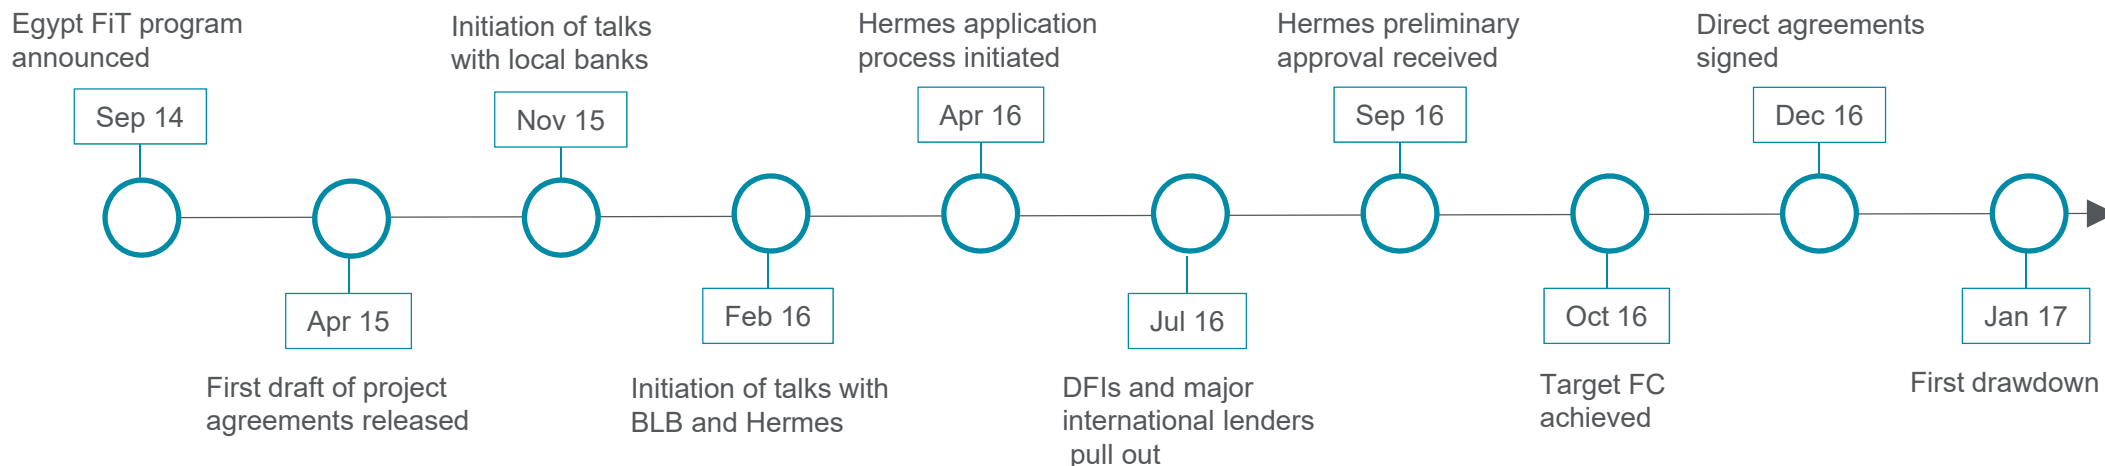 Egypt FiT program
announced
Sep 14
Apr 15
First draft of project
agreements released
Initiation of talks
with local banks
Nov 15
Feb 16
Initiation of talks with
BLB and Hermes
Hermes application
process initiated
Apr 16
Jul 16
DFIs and major
international lenders
pull out
Hermes preliminary
approval received
Sep 16
Oct 16
Target FC
achieved
Direct agreements
signed
Dec 16
Jan 17
First drawdown